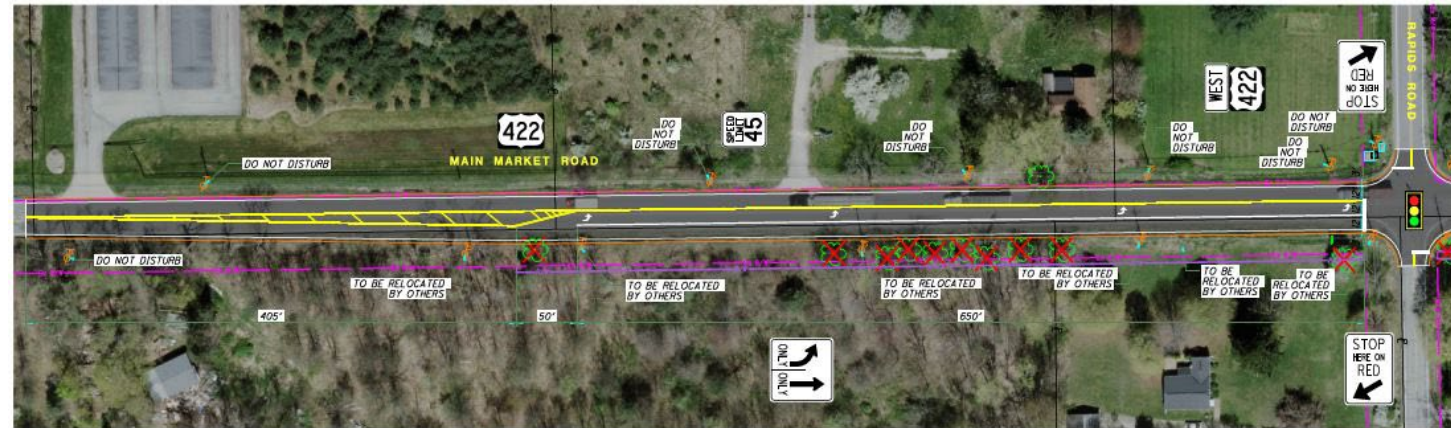 RAPIDS ROAD
STOP
HERE ON
RED
WEST
422
422
SPEED
LIMIT
45
DO
NOT
DISTURB
DO
NOT
DISTURB
DO
NOT
DISTURB
DO NOT
DISTURB
DO
NOT
DISTURB
MAIN MARKET ROAD
DO NOT DISTURB
DO NOT DISTURB
TO BE RELOCATED
BY OTHERS
TO BE RELOCATED
BY OTHERS
TO BE RELOCATED
BY OTHERS
TO BE RELOCATED
BY OTHERS
TO BE
RELOCATED
BY OTHERS
TO BE
RELOCATED
BY OTHERS
405'
50'
650'
ONLY
ONLY
STOP
HERE ON
RED